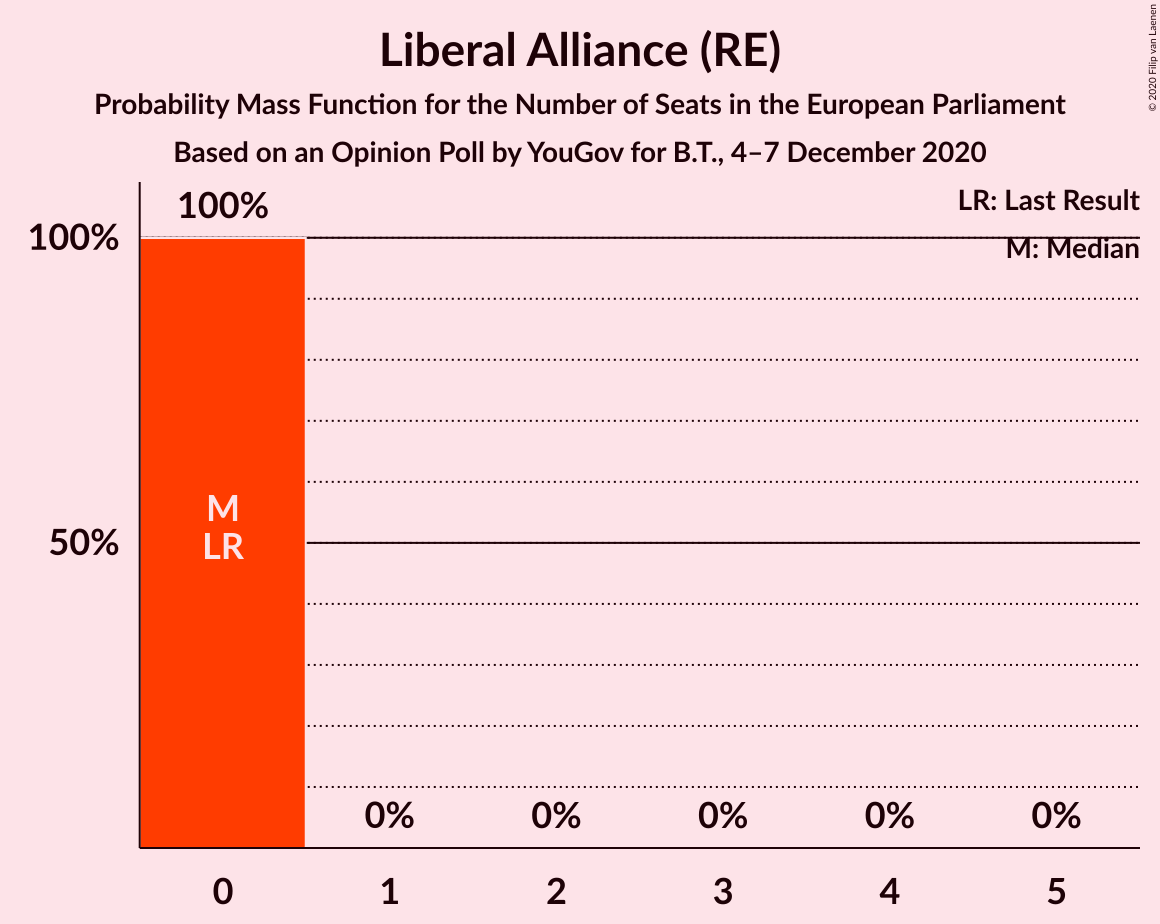 Liberal Alliance (RE)
Probability Mass Function for the Number of Seats in the European Parliament
Based on an Opinion Poll by YouGov for B.T., 4–7 December 2020
© 2020 Filip van Laenen
LR: Last Result
M: Median
100%
100%
50%
M
LR
0%
0%
0%
0%
0%
0
1
2
3
4
5